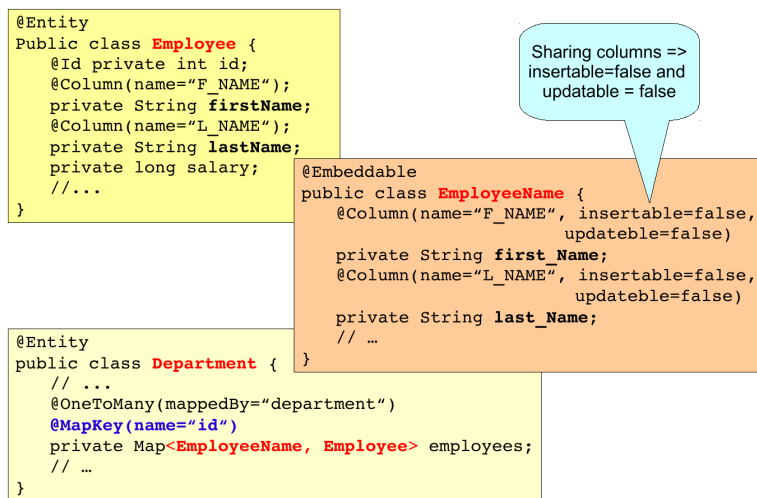 @Entity
Public class Employee {
@Id private int id;
@Column(name=“F_NAME“);
private String firstName;
@Column(name=“L_NAME“);
private String lastName;
private long salary;
//...
}
Sharing columns =>
insertable=false and
updatable = false
@Embeddable
public class EmployeeName {
@Column(name=“F_NAME“, insertable=false,
updateble=false)
private String first_Name;
@Column(name=“L_NAME“, insertable=false,
updateble=false)
private String last_Name;
// …
}
@Entity
public class Department {
// ...
@OneToMany(mappedBy=“department“)
@MapKey(name=“id“)
private Map<EmployeeName, Employee> employees;
// …
}